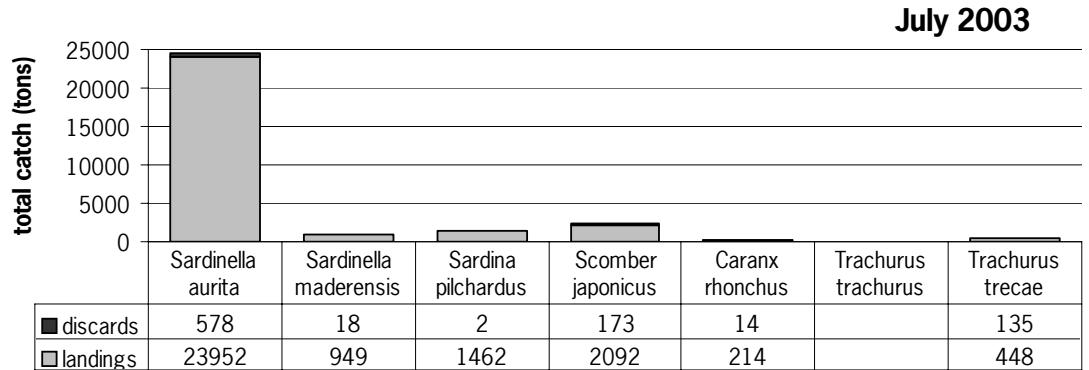 July 2003
total catch (tons)
25000
20000
15000
10000
5000
0
Sardinella aurita
Sardinella maderensis
Sardina pilchardus
Scomber japonicus
Caranx rhonchus
Trachurus trachurus
Trachurus trecae
discards 578 18 2 173 14 135
landings 23952 949 1462 2092 214 448